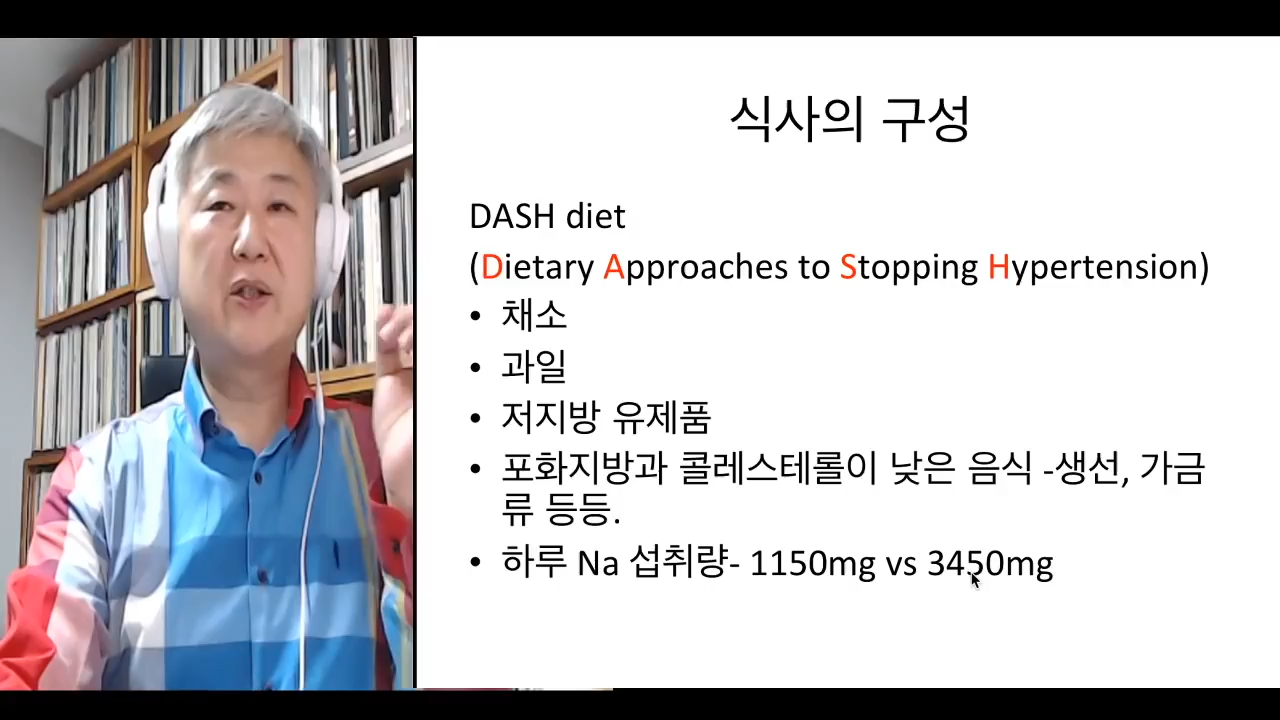 식사의 구성
DASH diet
(Dietary Approaches to Stopping Hypertension)
• 채소
• 과일
• 저지방 유제품
• 포화지방과 콜레스테롤이 낮은 음식 -생선, 가금
류 등등.
• 하루 Na 섭취량- 1150mg vs 3450mg